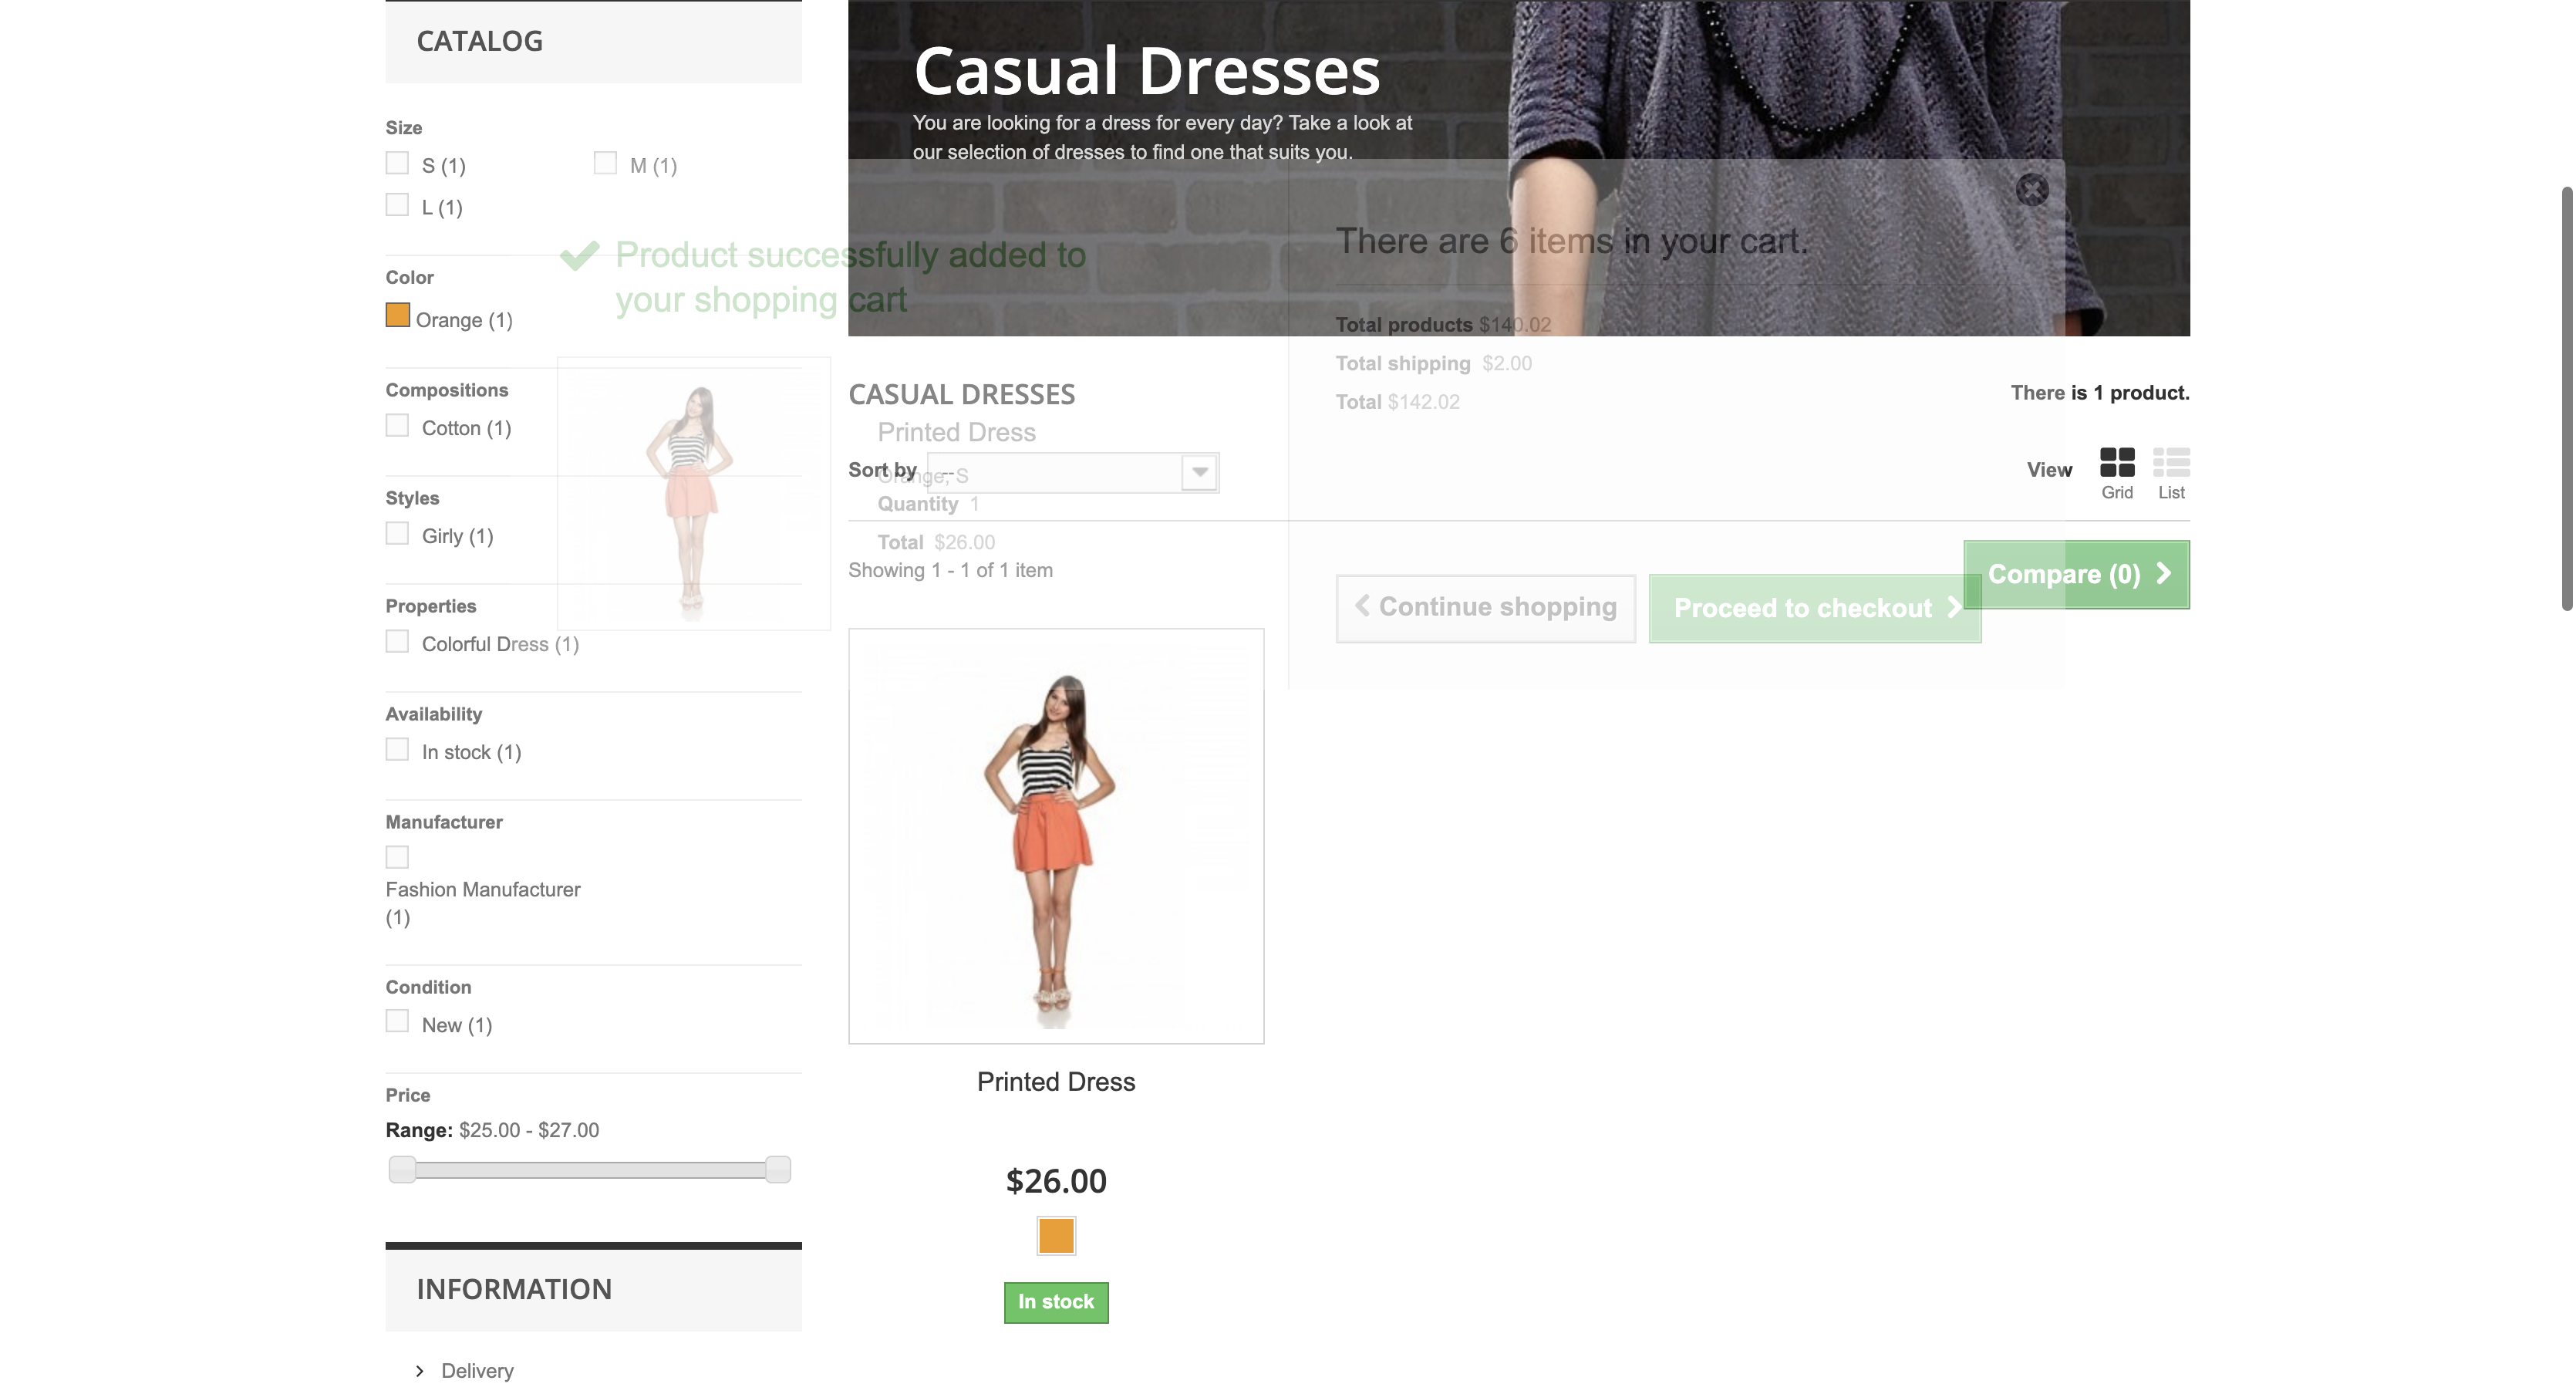 CATALOG
Size
S (1)
M (1)
L (1)
Color
Orange (1)
Compositions
Cotton (1)
Styles
Girly (1)
Properties
Colorful Dress (1)
Availability
In stock (1)
Manufacturer
Fashion Manufacturer
(1)
Condition
New (1)
Price
Range: $25.00 - $27.00
INFORMATION
Delivery
Casual Dresses
You are looking for a dress for every day? Take a look at
our selection of dresses to find one that suits you.
Product successfully added to
your shopping cart
Printed Dress
Orange, S
Quantity 1
Total $26.00
There are 6 items in your cart.
Total products $140.02
Total shipping $2.00
Total $142.02
Continue shopping
Proceed to checkout
CASUAL DRESSES
There is 1 product.
Sort by --
View
Grid
List
Showing 1 - 1 of 1 item
Compare (0)
Printed Dress
$26.00
In stock